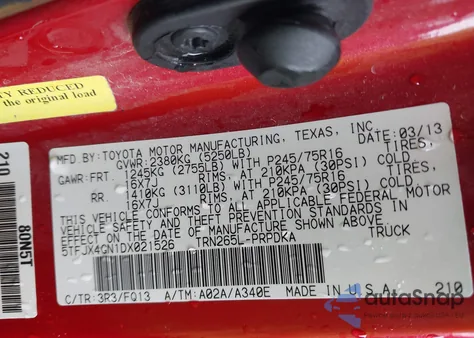 RY REDUCED
the original load
MFD.BY:TOYOTA MOTOR MANUFACTURING, TEXAS, INC.
GVWR:2380KG (5250LB) DATE: 03/13
GAWR:FRT. 1245KG (2755LB) WITH P245/75R16 TIRES,
16X7J RIMS, AT 210KPA (30PSI) COLD
RR. 1410KG (3110LB) WITH P245/75R16 TIRES,
16X7J RIMS, AT 210KPA (30PSI) COLD
THIS VEHICLE CONFORMS TO ALL APPLICABLE FEDERAL MOTOR
VEHICLE SAFETY AND THEFT PREVENTION STANDARDS IN
EFFECT ON THE DATE OF MANUFACTURE SHOWN ABOVE.
5TFJX4GN1DX021526 TRN265L-PRPDKA TRUCK
C/TR:3R3/FQ13 A/TM:A02A/A340E MADE IN U.S.A. 210
210
80N5T
autoSnap